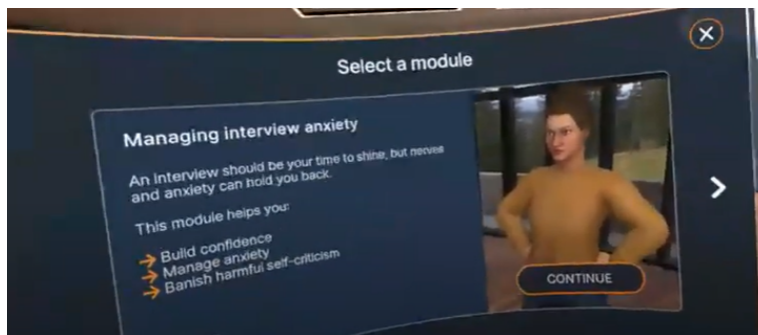 Select a module
Managing interview anxiety
An interview should be your time to shine, but nerves
and anxiety can hold you back.
This module helps you:
Build confidence
Manage anxiety
Banish harmful self-criticism
CONTINUE